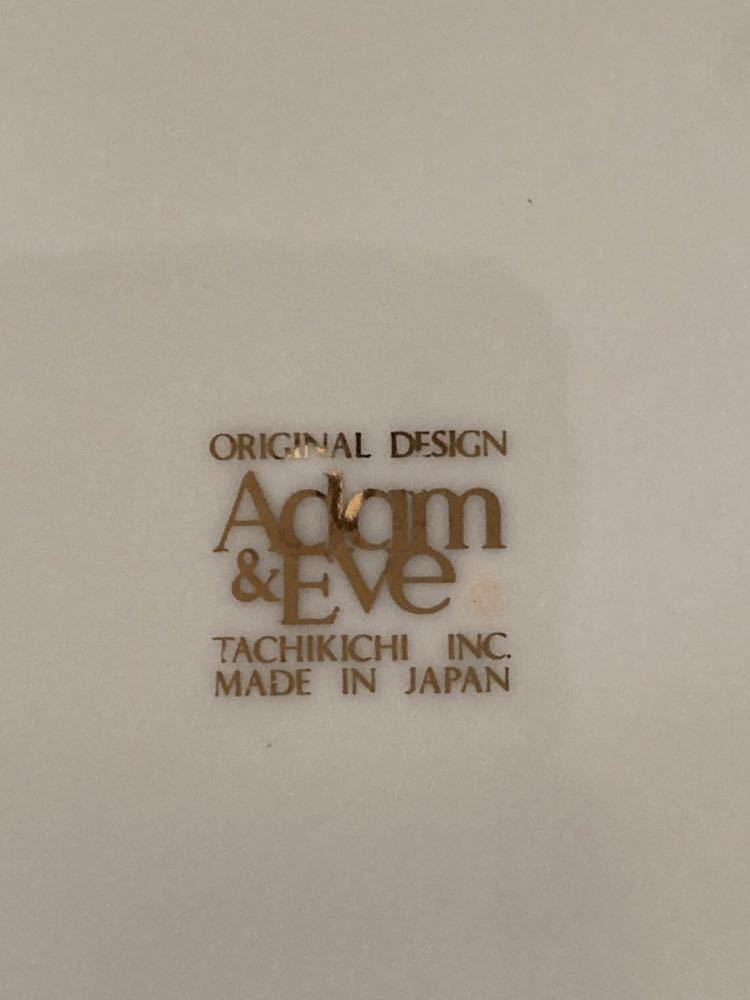 ORIGINAL DESIGN
Adam
& Eve
TACHIKICHI INC.
MADE IN JAPAN